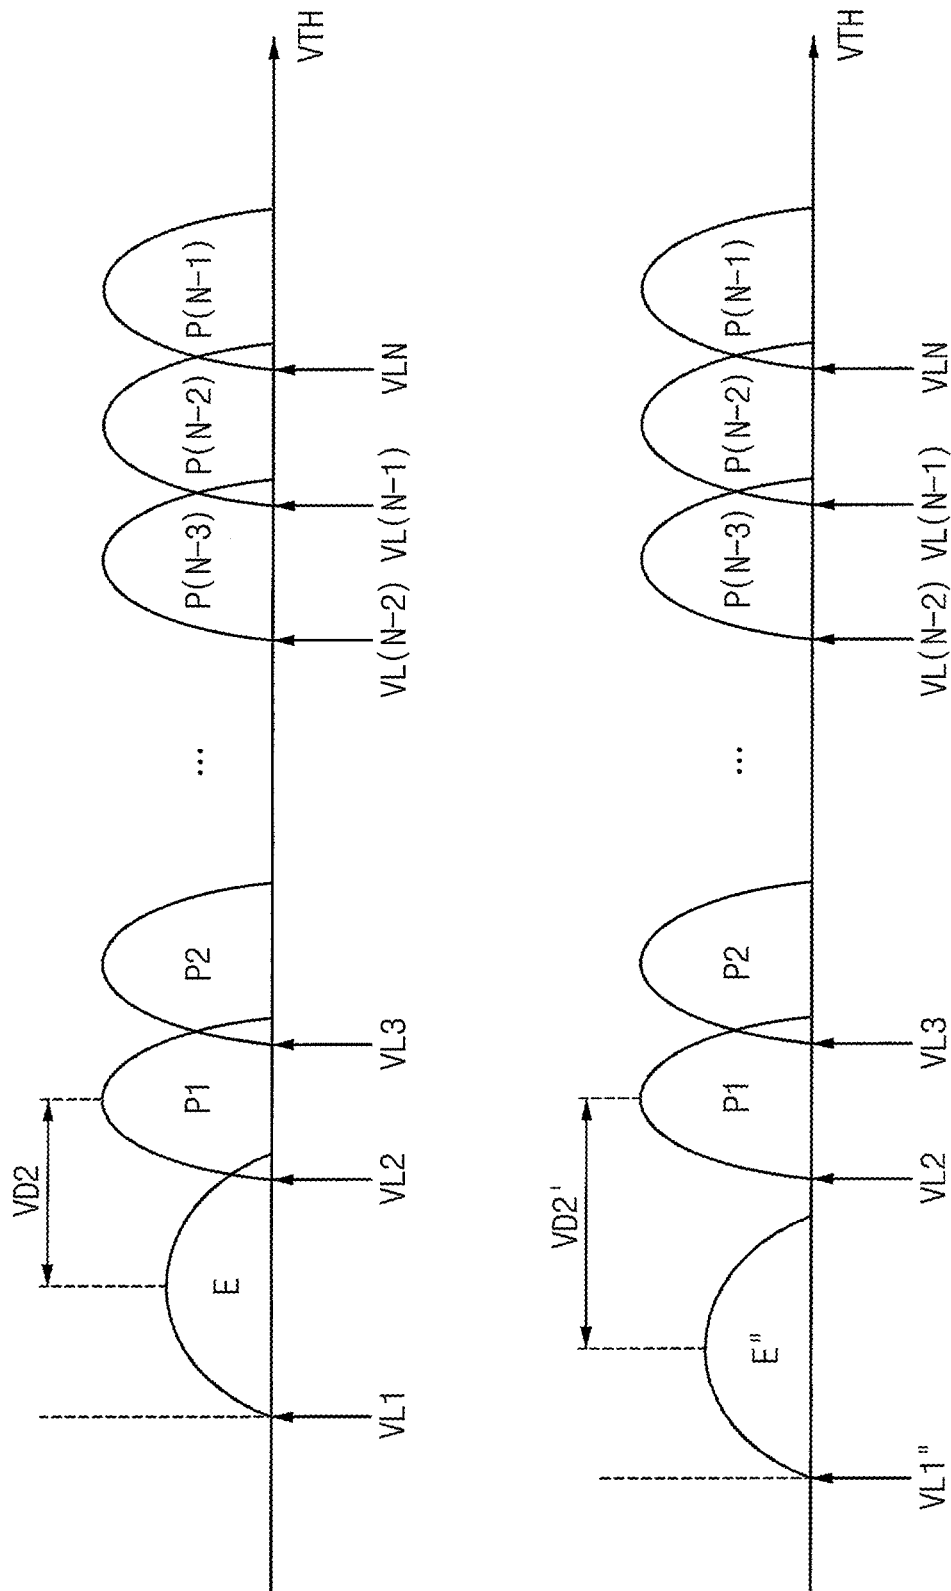 VD2
E
P1
P2
...
P(N-3)
P(N-2)
P(N-1)
VTH
VL1
VL2
VL3
VL(N-2)
VL(N-1)
VLN
VD2'
E"
P1
P2
...
P(N-3)
P(N-2)
P(N-1)
VTH
VL1"
VL2
VL3
VL(N-2)
VL(N-1)
VLN